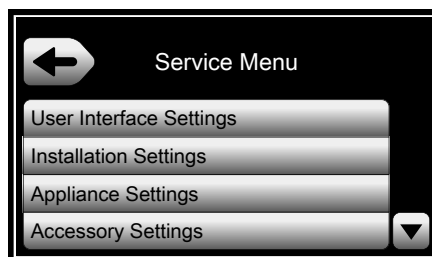 Service Menu
User Interface Settings
Installation Settings
Appliance Settings
Accessory Settings